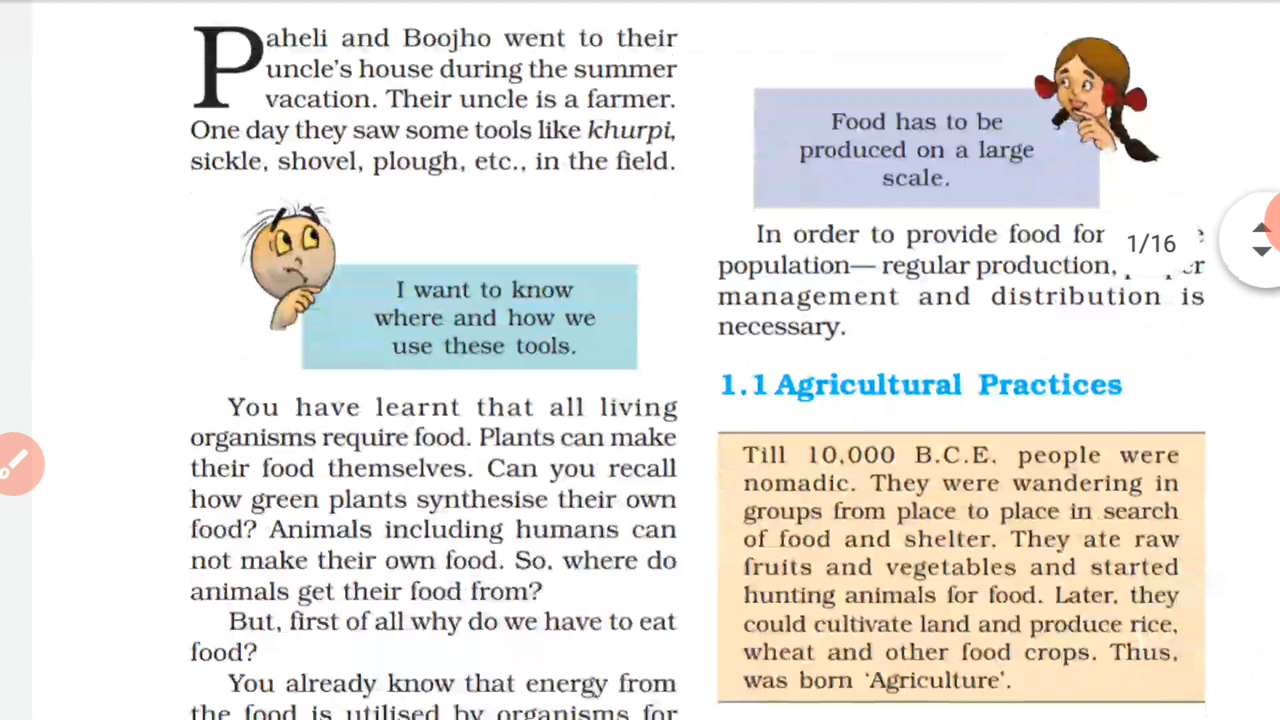 Paheli and Boojho went to their
uncle's house during the summer
vacation. Their uncle is a farmer.
One day they saw some tools like khurpi,
sickle, shovel, plough, etc., in the field.
I want to know
where and how we
use these tools.
You have learnt that all living
organisms require food. Plants can make
their food themselves. Can you recall
how green plants synthesise their own
food? Animals including humans can
not make their own food. So, where do
animals get their food from?
But, first of all why do we have to eat
food?
You already know that energy from
the food is utilised by organisms for
Food has to be
produced on a large
scale.
In order to provide food for
population— regular production,
management and distribution is
necessary.
1/16
1.1 Agricultural Practices
Till 10,000 B.C.E. people were
nomadic. They were wandering in
groups from place to place in search
of food and shelter. They ate raw
fruits and vegetables and started
hunting animals for food. Later, they
could cultivate land and produce rice,
wheat and other food crops. Thus,
was born 'Agriculture'.